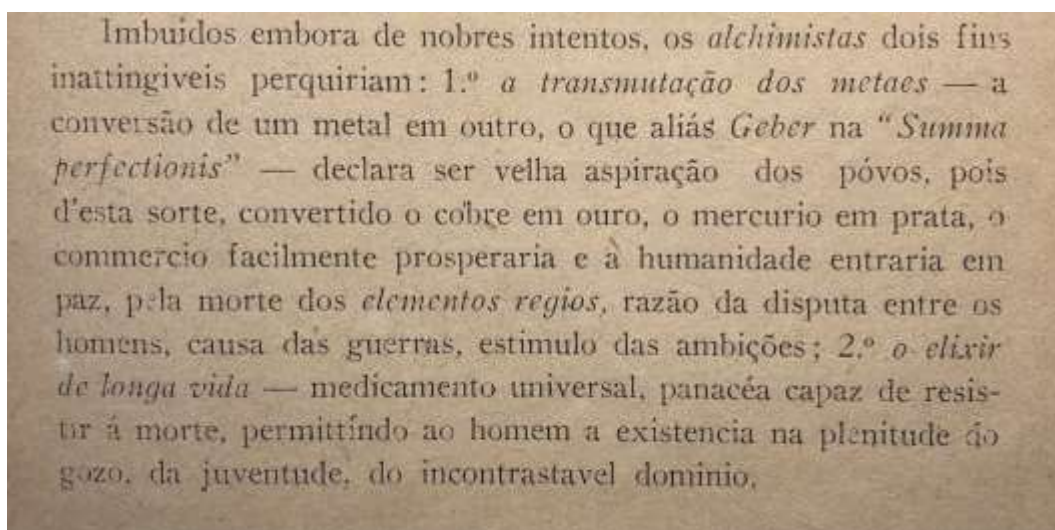 Imbuidos embora de nobres intentos, os alchimistas dois fins
inattingiveis perquiriam: 1.º a transmutação dos metaes — a
conversão de um metal em outro, o que aliás Geber na "Summa
perfectionis" — declara ser velha aspiração dos póvos, pois
d'esta sorte, convertido o cobre em ouro, o mercurio em prata, o
commercio facilmente prosperaria e à humanidade entraria em
paz, pela morte dos elementos regios, razão da disputa entre os
homens, causa das guerras, estimulo das ambições; 2.º o elixir
de longa vida — medicamento universal, panacéa capaz de resis-
tir á morte, permittindo ao homem a existencia na plenitude do
gozo, da juventude, do incontrastavel dominio.